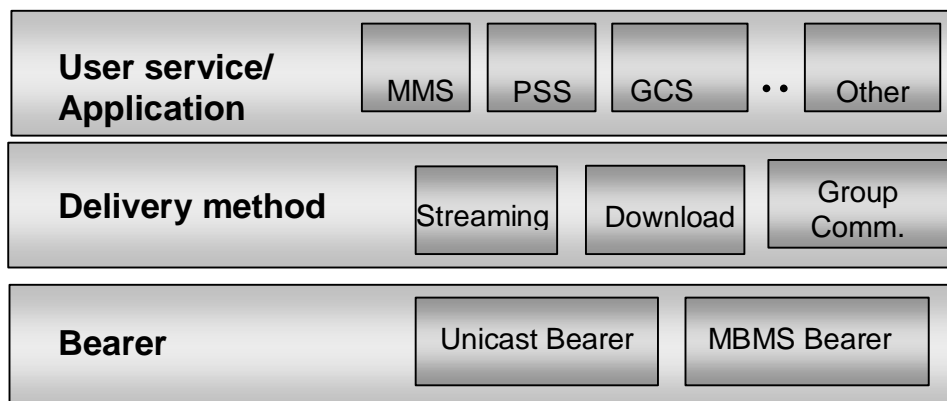 User service/
Application
MMS
PSS
GCS
..
Other
Delivery method
Streaming
Download
Group
Comm.
Bearer
Unicast Bearer
MBMS Bearer